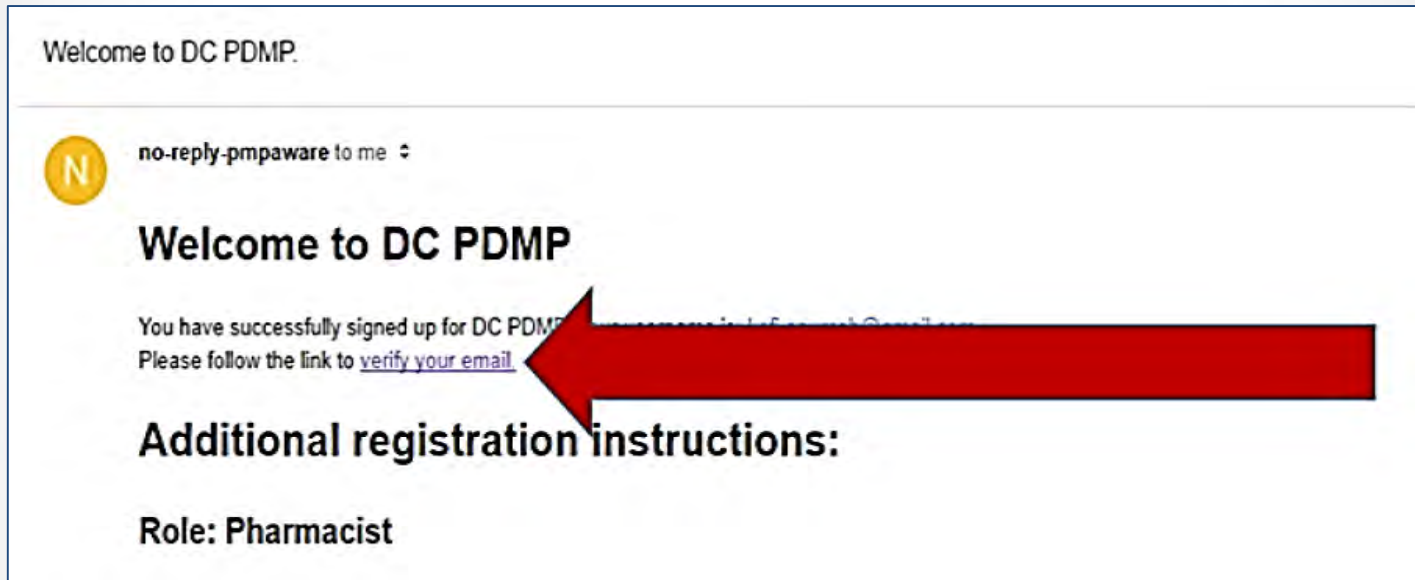 Welcome to DC PDMP.
N
no-reply-pmpaware to me
Welcome to DC PDMP
You have successfully signed up for DC PDMP
Please follow the link to verify your email.
Additional registration instructions:
Role: Pharmacist